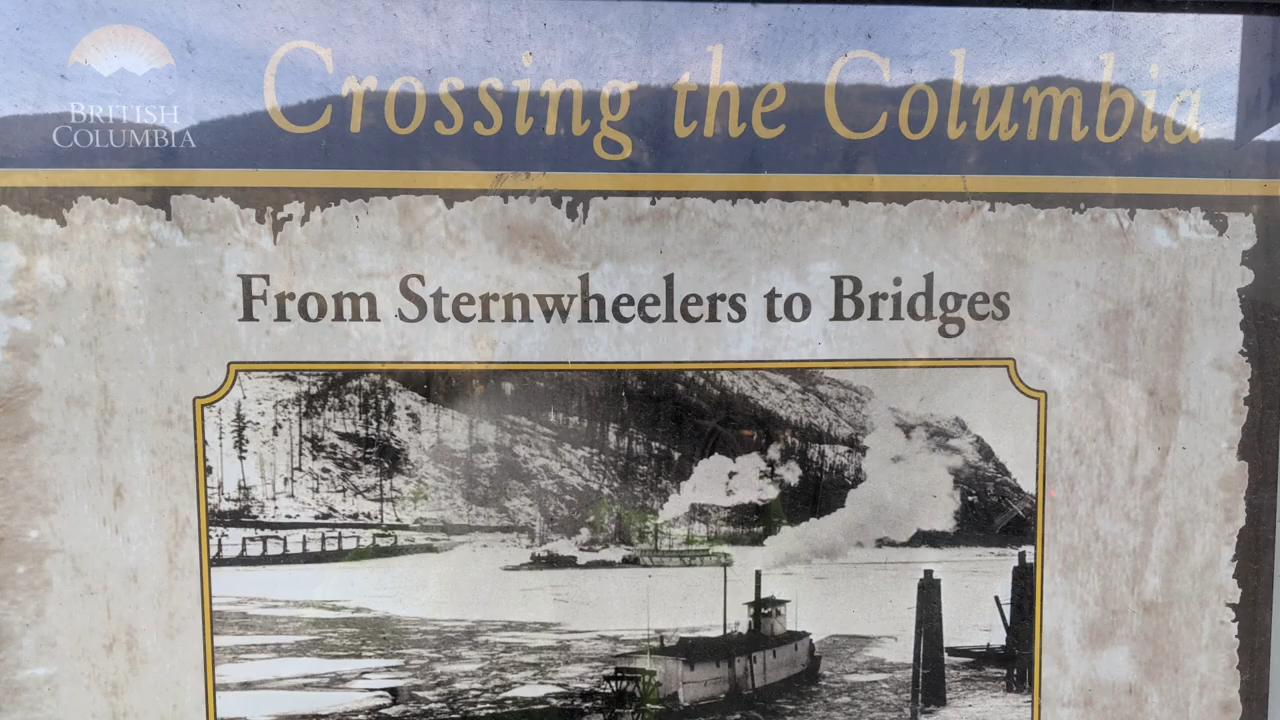 Crossing the Columbia
BRITISH
COLUMBIA
From Sternwheelers to Bridges